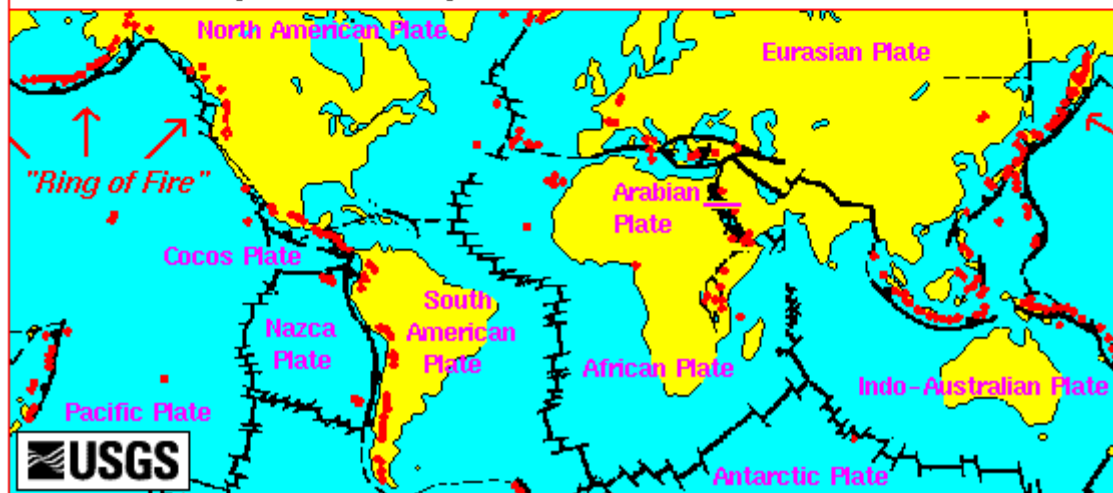 North American Plate
Eurasian Plate
"Ring of Fire"
Arabian
Plate
Cocos Plate
Nazca
Plate
South
American
Plate
African Plate
Indo-Australian Plate
Pacific Plate
Antarctic Plate
USGS